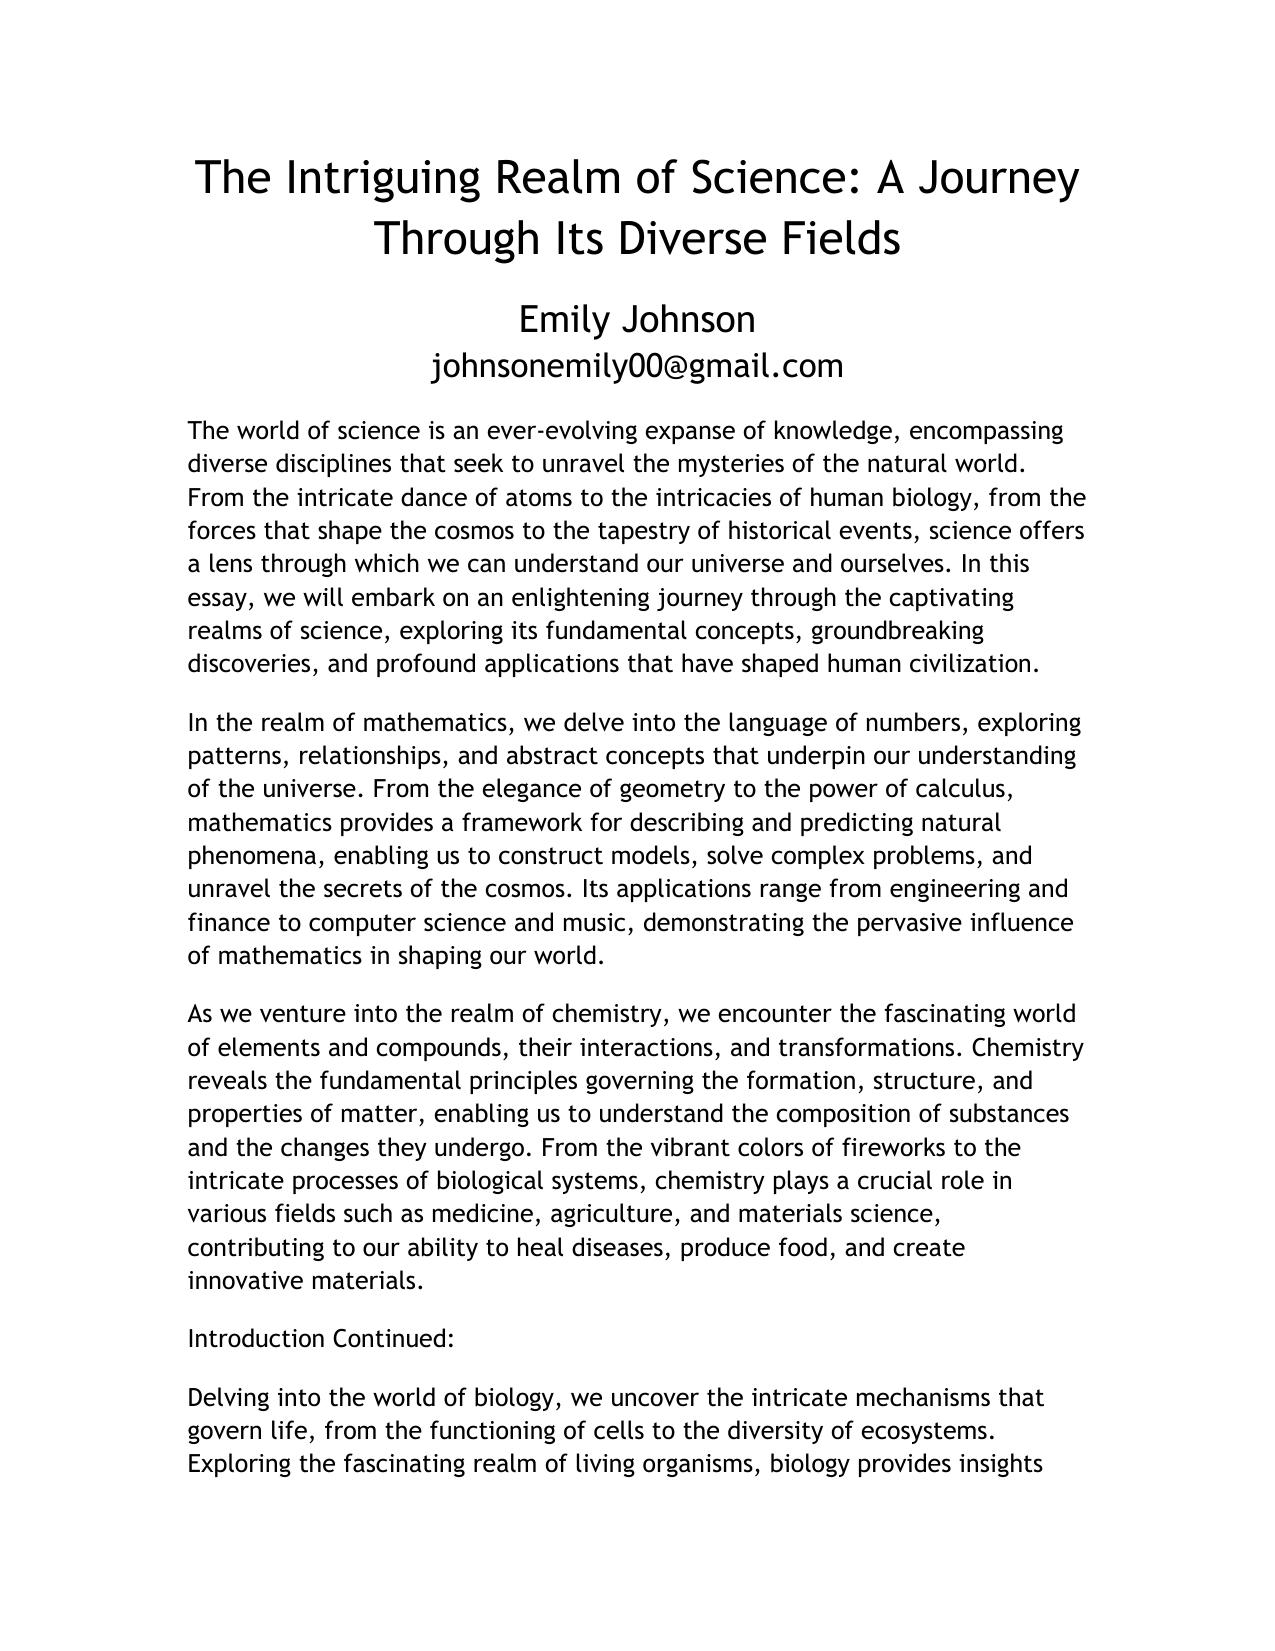 The Intriguing Realm of Science: A Journey
Through Its Diverse Fields
Emily Johnson
johnsonemily00@gmail.com
The world of science is an ever-evolving expanse of knowledge, encompassing
diverse disciplines that seek to unravel the mysteries of the natural world.
From the intricate dance of atoms to the intricacies of human biology, from the
forces that shape the cosmos to the tapestry of historical events, science offers
a lens through which we can understand our universe and ourselves. In this
essay, we will embark on an enlightening journey through the captivating
realms of science, exploring its fundamental concepts, groundbreaking
discoveries, and profound applications that have shaped human civilization.
In the realm of mathematics, we delve into the language of numbers, exploring
patterns, relationships, and abstract concepts that underpin our understanding
of the universe. From the elegance of geometry to the power of calculus,
mathematics provides a framework for describing and predicting natural
phenomena, enabling us to construct models, solve complex problems, and
unravel the secrets of the cosmos. Its applications range from engineering and
finance to computer science and music, demonstrating the pervasive influence
of mathematics in shaping our world.
As we venture into the realm of chemistry, we encounter the fascinating world
of elements and compounds, their interactions, and transformations. Chemistry
reveals the fundamental principles governing the formation, structure, and
properties of matter, enabling us to understand the composition of substances
and the changes they undergo. From the vibrant colors of fireworks to the
intricate processes of biological systems, chemistry plays a crucial role in
various fields such as medicine, agriculture, and materials science,
contributing to our ability to heal diseases, produce food, and create
innovative materials.
Introduction Continued:
Delving into the world of biology, we uncover the intricate mechanisms that
govern life, from the functioning of cells to the diversity of ecosystems.
Exploring the fascinating realm of living organisms, biology provides insights